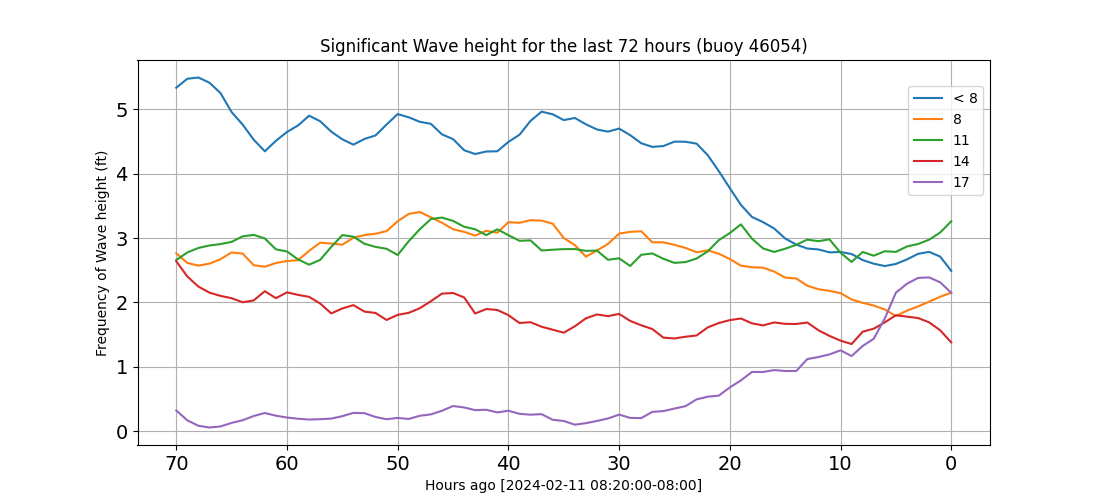 Significant Wave height for the last 72 hours (buoy 46054)
Frequency of Wave height (ft)
5
4
3
2
1
0
< 8
8
11
14
17
70 60 50 40 30 20 10 0
Hours ago [2024-02-11 08:20:00-08:00]